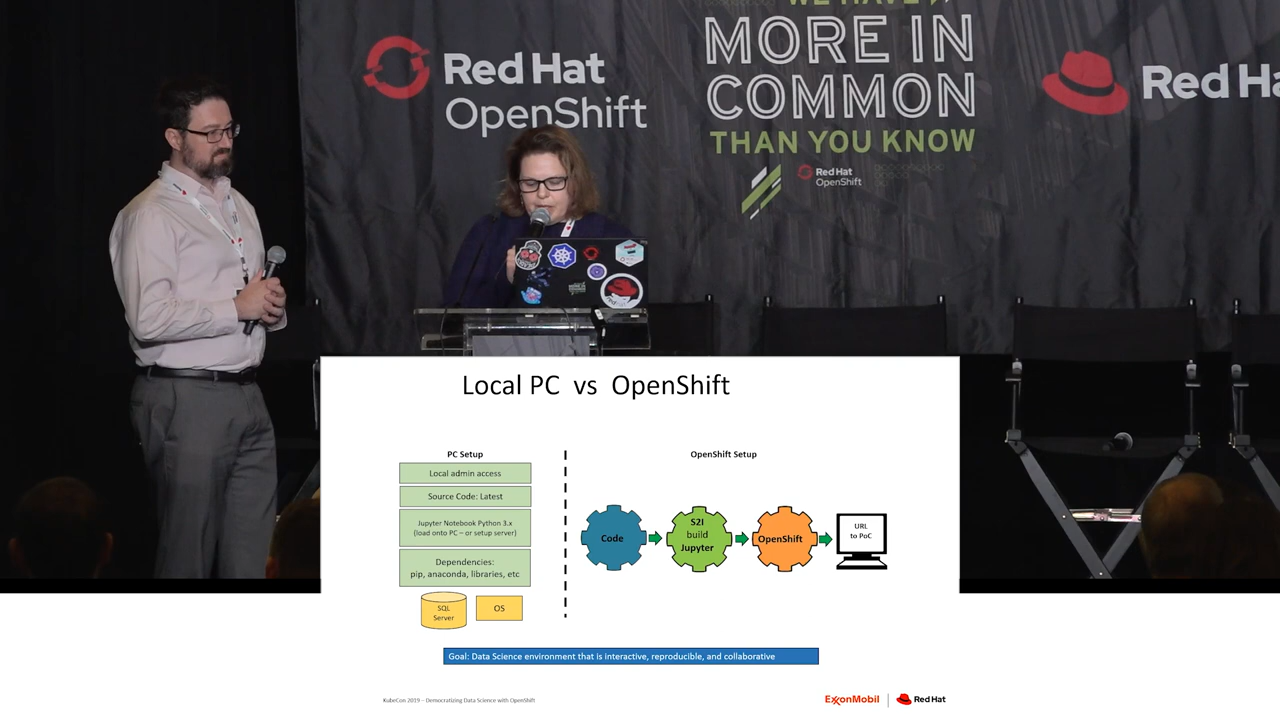 WE HAVE
MORE IN
COMMON
THAN YOU KNOW
Red Hat
OpenShift
Red Hat
OpenShift
Red Ha
Local PC vs OpenShift
PC Setup
Local admin access
Source Code: Latest
Jupyter Notebook Python 3.x
(load onto PC – or setup server)
Dependencies:
pip, anaconda, libraries, etc
SQL
Server
OS
OpenShift Setup
Code
S2I
build
Jupyter
OpenShift
URL
to PoC
Goal: Data Science environment that is interactive, reproducible, and collaborative
KubeCon 2019 – Democratizing Data Science with OpenShift
ExxonMobil
Red Hat